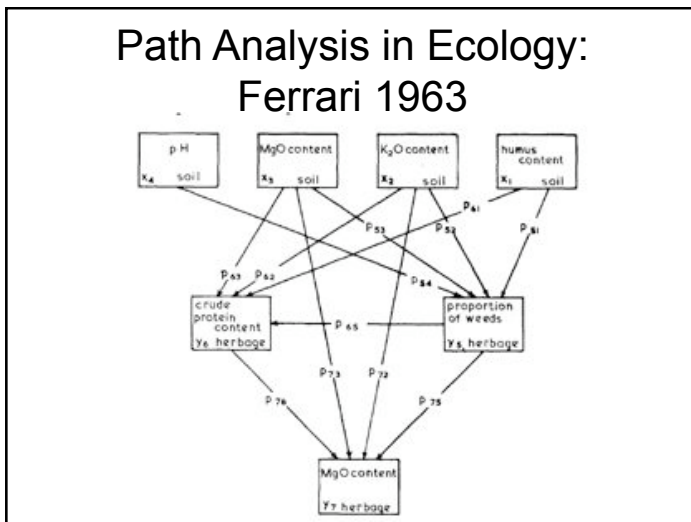 Path Analysis in Ecology:
Ferrari 1963
pH
x₄ soil
MgO content
x₃ soil
K₂O content
x₂ soil
humus
content
x₁ soil
p₆₁
p₅₃
p₅₂
p₅₁
p₆₃
p₆₂
p₅₄
crude
protein
content
y₆ herbage
p₆₅
proportion
of weeds
y₅ herbage
p₇₃
p₇₂
p₇₆
p₇₅
MgO content
y₇ herbage